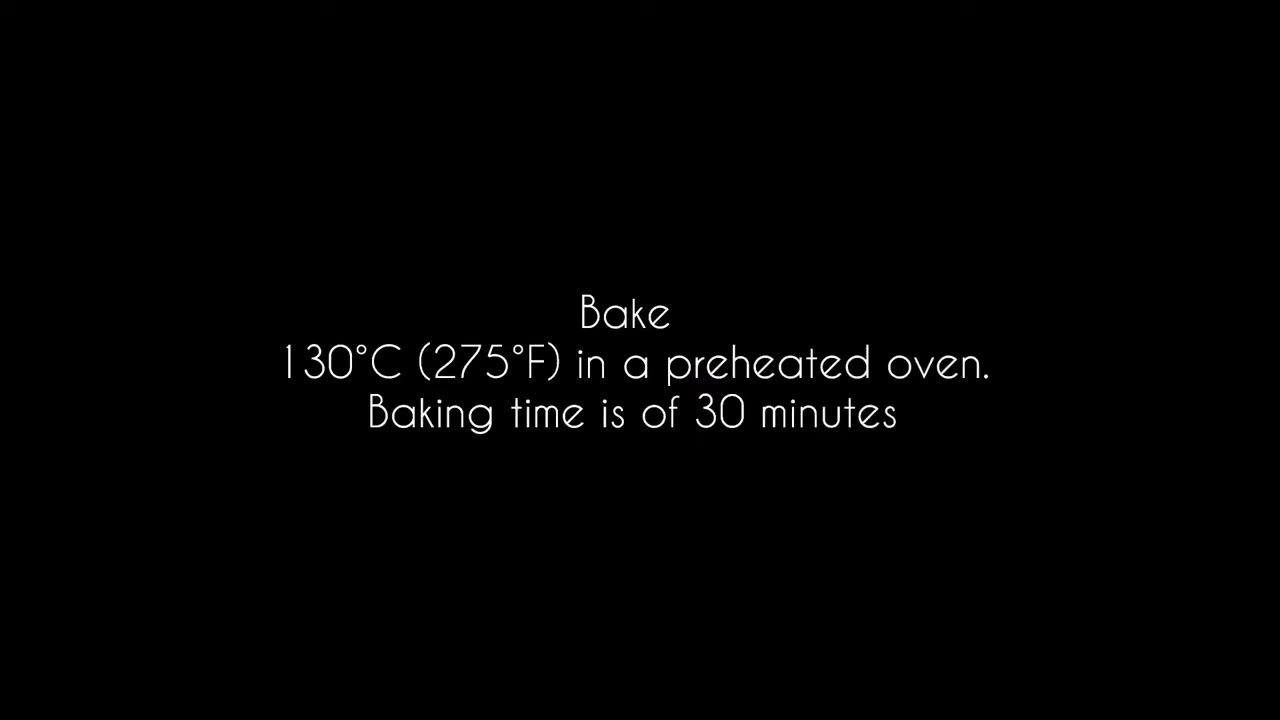 Bake
130°C (275°F) in a preheated oven.
Baking time is of 30 minutes